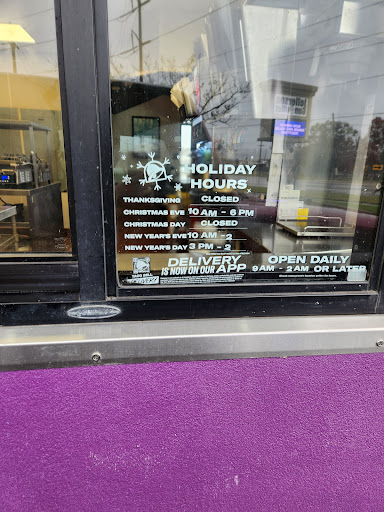 HOLIDAY
HOURS
THANKSGIVING CLOSED
CHRISTMAS EVE 10 AM - 6 PM
CHRISTMAS DAY CLOSED
NEW YEAR'S EVE 10 AM - 2
NEW YEAR'S DAY 3 PM - 2
TACO BELL
DELIVERY
IS NOW ON OUR APP
OPEN DAILY
9 AM - 2 AM OR LATER